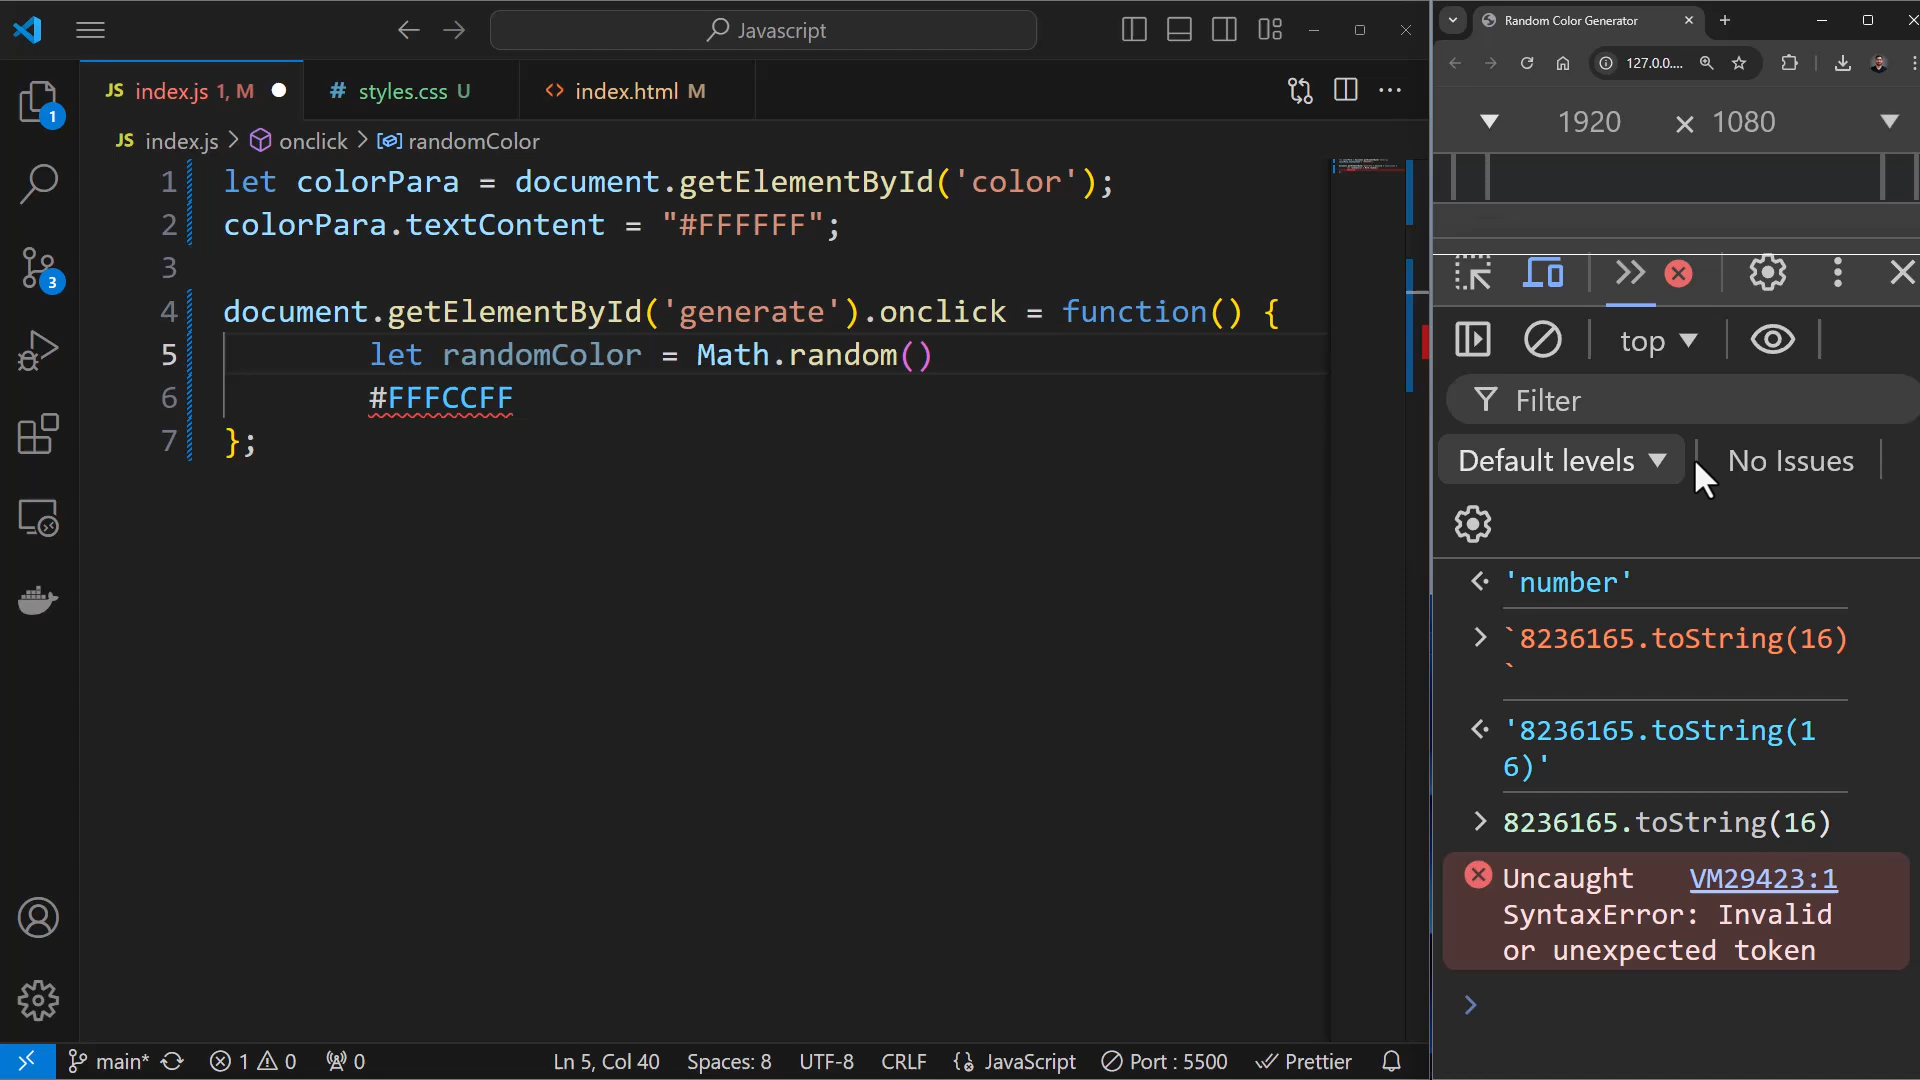 Javascript
JS index.js 1, M
# styles.css U
<> index.html M
JS index.js > onclick > randomColor
1 let colorPara = document.getElementById('color');
2 colorPara.textContent = "#FFFFFF";
3
4 document.getElementById('generate').onclick = function() {
5 let randomColor = Math.random()
6 #FFFCCFF
7 };
1
3
main* 1 0 0
Ln 5, Col 40 Spaces: 8 UTF-8 CRLF JavaScript Port : 5500 Prettier
Random Color Generator
127.0.0....
1920 × 1080
top
Filter
Default levels No Issues
'number'
`8236165.toString(16)
`
'8236165.toString(1
6)'
8236165.toString(16)
Uncaught VM29423:1
SyntaxError: Invalid
or unexpected token